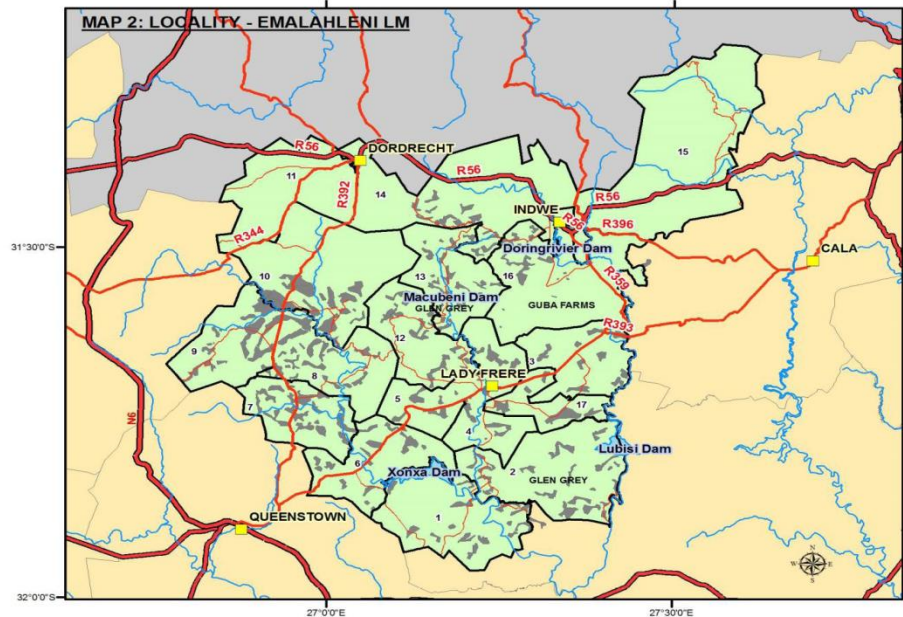 MAP 2: LOCALITY - EMALAHLENI LM
DORDRECHT
R56
R56
15
11
R392
14
R56
INDWE
R56
R396
R344
31°30'0"S
Doringrivier Dam
CALA
10
13
16
R359
Macubeni Dam
GLEN GREY
GUBA FARMS
R393
12
9
3
8
LADY FRERE
7
5
17
N6
4
Lubisi Dam
6
Xonxa Dam
2
GLEN GREY
QUEENSTOWN
1
N
W
E
S
32°0'0"S
27°0'0"E
27°30'0"E